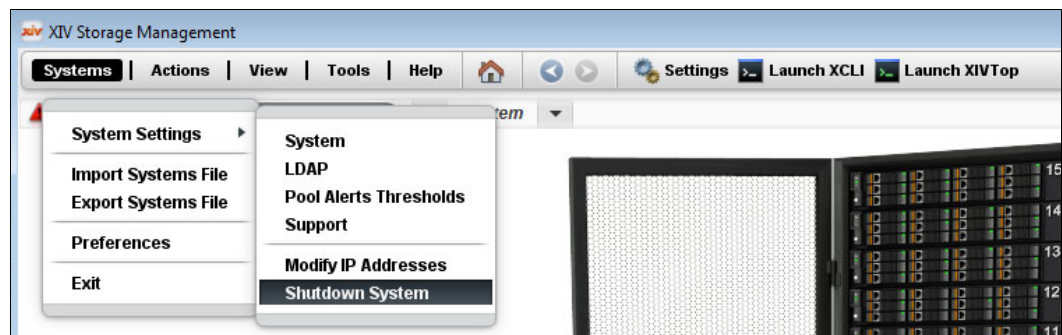 xiv XIV Storage Management
Systems | Actions | View | Tools | Help Settings Launch XCLI Launch XIVTop
System Settings
Import Systems File
Export Systems File
Preferences
Exit
System
LDAP
Pool Alerts Thresholds
Support
Modify IP Addresses
Shutdown System
15
14
13
12
11